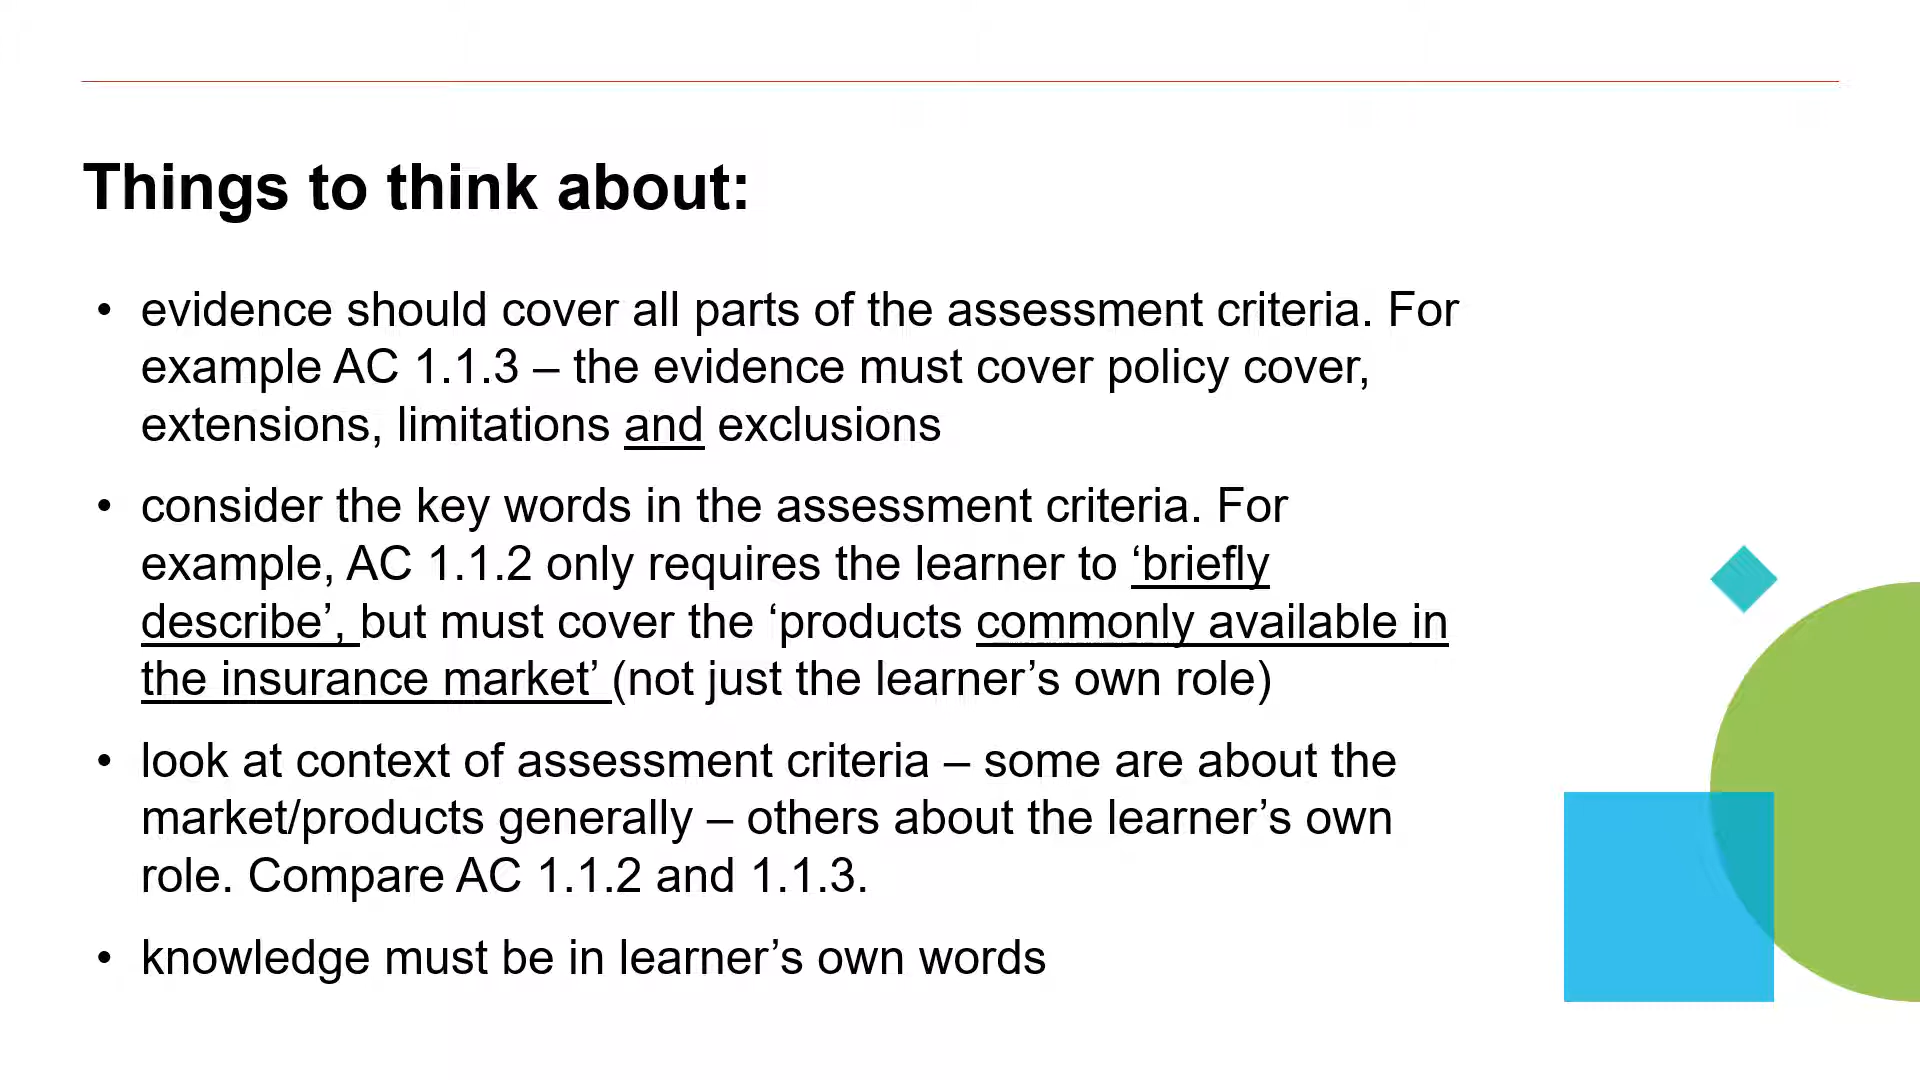 Things to think about:
• evidence should cover all parts of the assessment criteria. For
example AC 1.1.3 – the evidence must cover policy cover,
extensions, limitations and exclusions
• consider the key words in the assessment criteria. For
example, AC 1.1.2 only requires the learner to ‘briefly
describe’, but must cover the ‘products commonly available in
the insurance market’ (not just the learner’s own role)
• look at context of assessment criteria – some are about the
market/products generally – others about the learner’s own
role. Compare AC 1.1.2 and 1.1.3.
• knowledge must be in learner’s own words